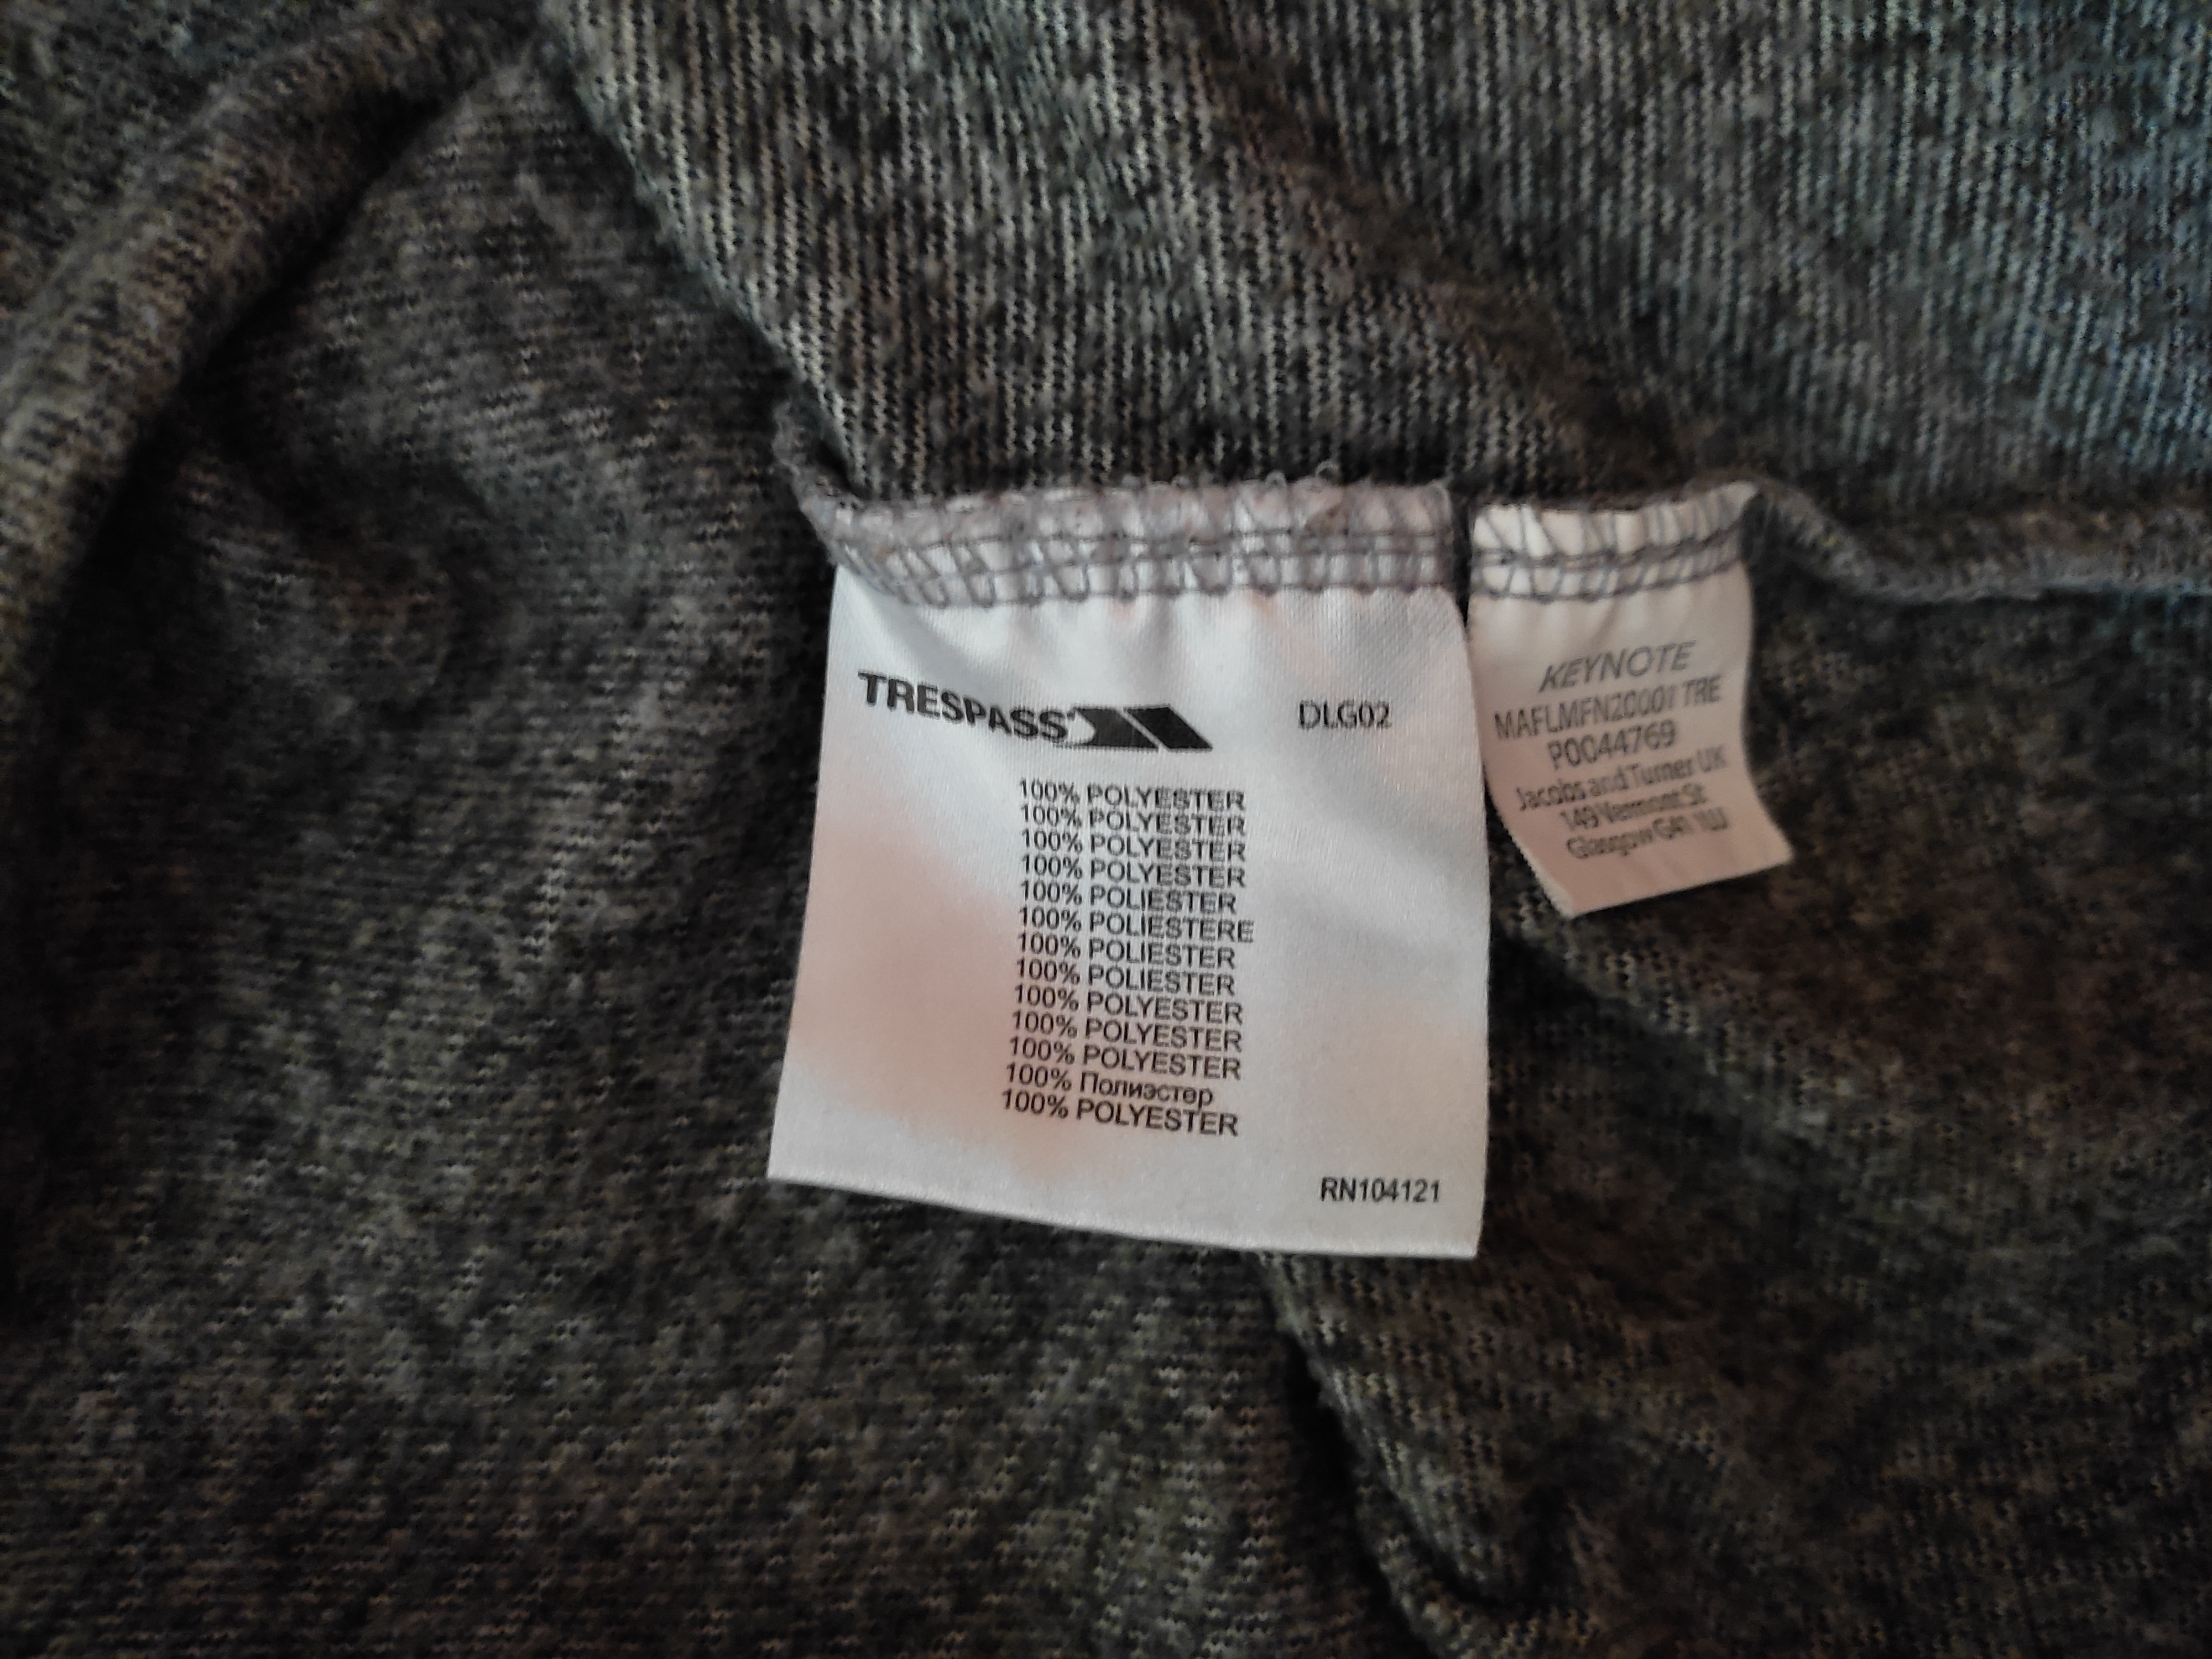 TRESPASS
DLG02
100% POLYESTER
100% POLYESTER
100% POLYESTER
100% POLYESTER
100% POLIESTER
100% POLIESTERE
100% POLIESTER
100% POLIESTER
100% POLYESTER
100% POLYESTER
100% POLYESTER
100% Полиэстер
100% POLYESTER
RN104121
KEYNOTE
MAFLMFN20001 TRE
P0044769
Jacobs and Turner UK
149 Vermont St
Glasgow G41 1LU